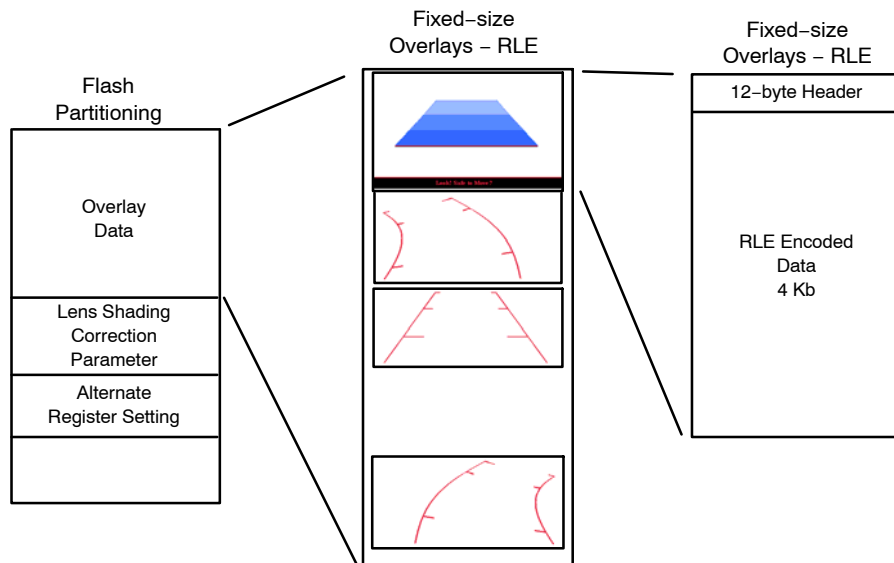 Flash
Partitioning
Overlay
Data
Lens Shading
Correction
Parameter
Alternate
Register Setting
Fixed−size
Overlays − RLE
Fixed−size
Overlays − RLE
12−byte Header
RLE Encoded
Data
4 Kb